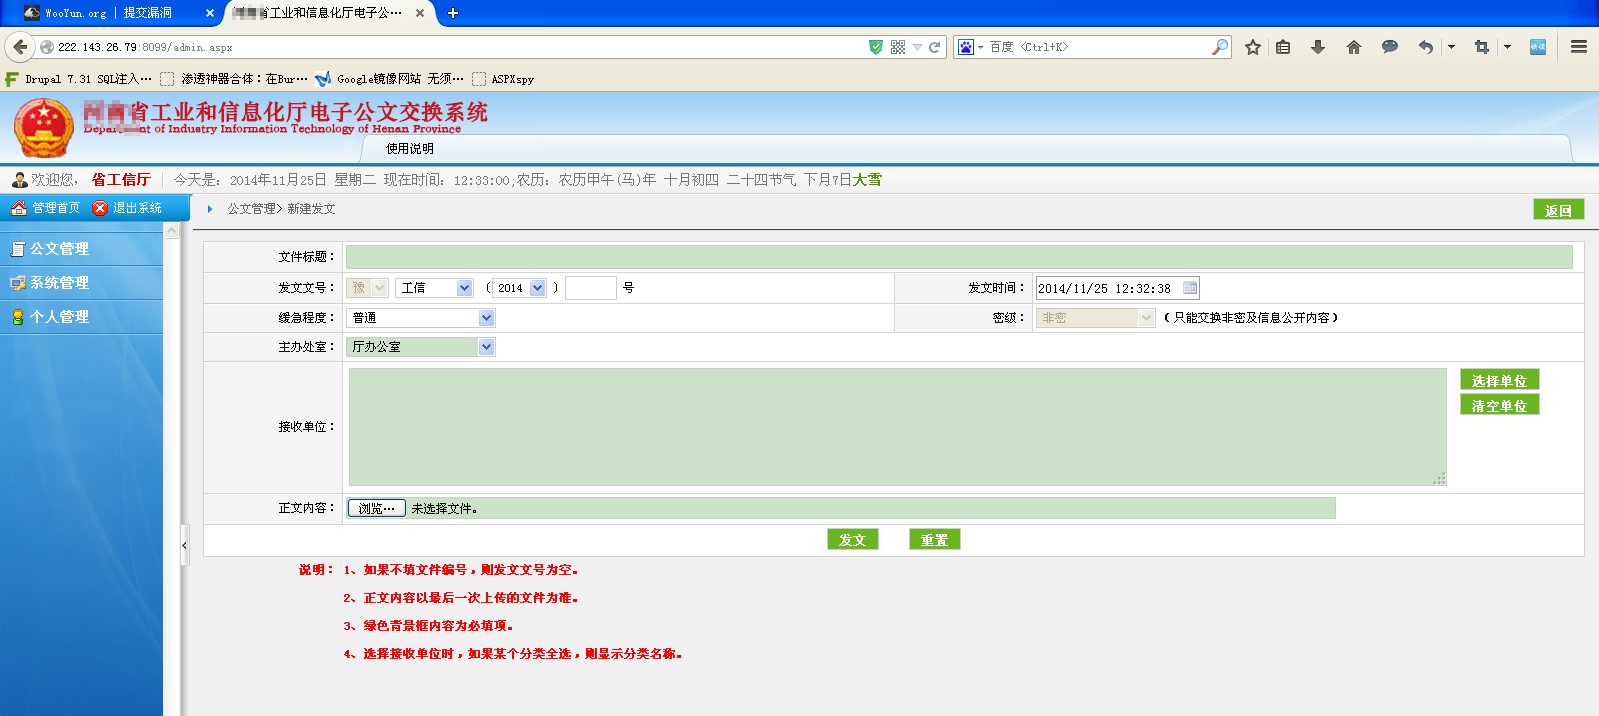 WooYun.org | 提交漏洞
省工业和信息化厅电子公文…
222.143.26.79:8099/admin.aspx
百度 <Ctrl+K>
Drupal 7.31 SQL注入…
渗透神器合体：在Bur…
Google镜像网站 无须…
ASPXspy
省工业和信息化厅电子公文交换系统
nt of Industry Information Technology of Henan Province
使用说明
欢迎您， 省工信厅
今天是：2014年11月25日 星期二 现在时间：12:33:00;农历：农历甲午(马)年 十月初四 二十四节气 下月7日大雪
管理首页 退出系统
公文管理> 新建发文
返回
公文管理
系统管理
个人管理
文件标题：
发文文号： 豫 工信 （ 2014 ） 号
发文时间： 2014/11/25 12:32:38
缓急程度： 普通
密级： 非密 （只能交换非密及信息公开内容）
主办处室： 厅办公室
接收单位：
选择单位
清空单位
正文内容： 浏览… 未选择文件。
发文 重置
说明： 1、如果不填文件编号，则发文文号为空。
2、正文内容以最后一次上传的文件为准。
3、绿色背景框内容为必填项。
4、选择接收单位时，如果某个分类全选，则显示分类名称。